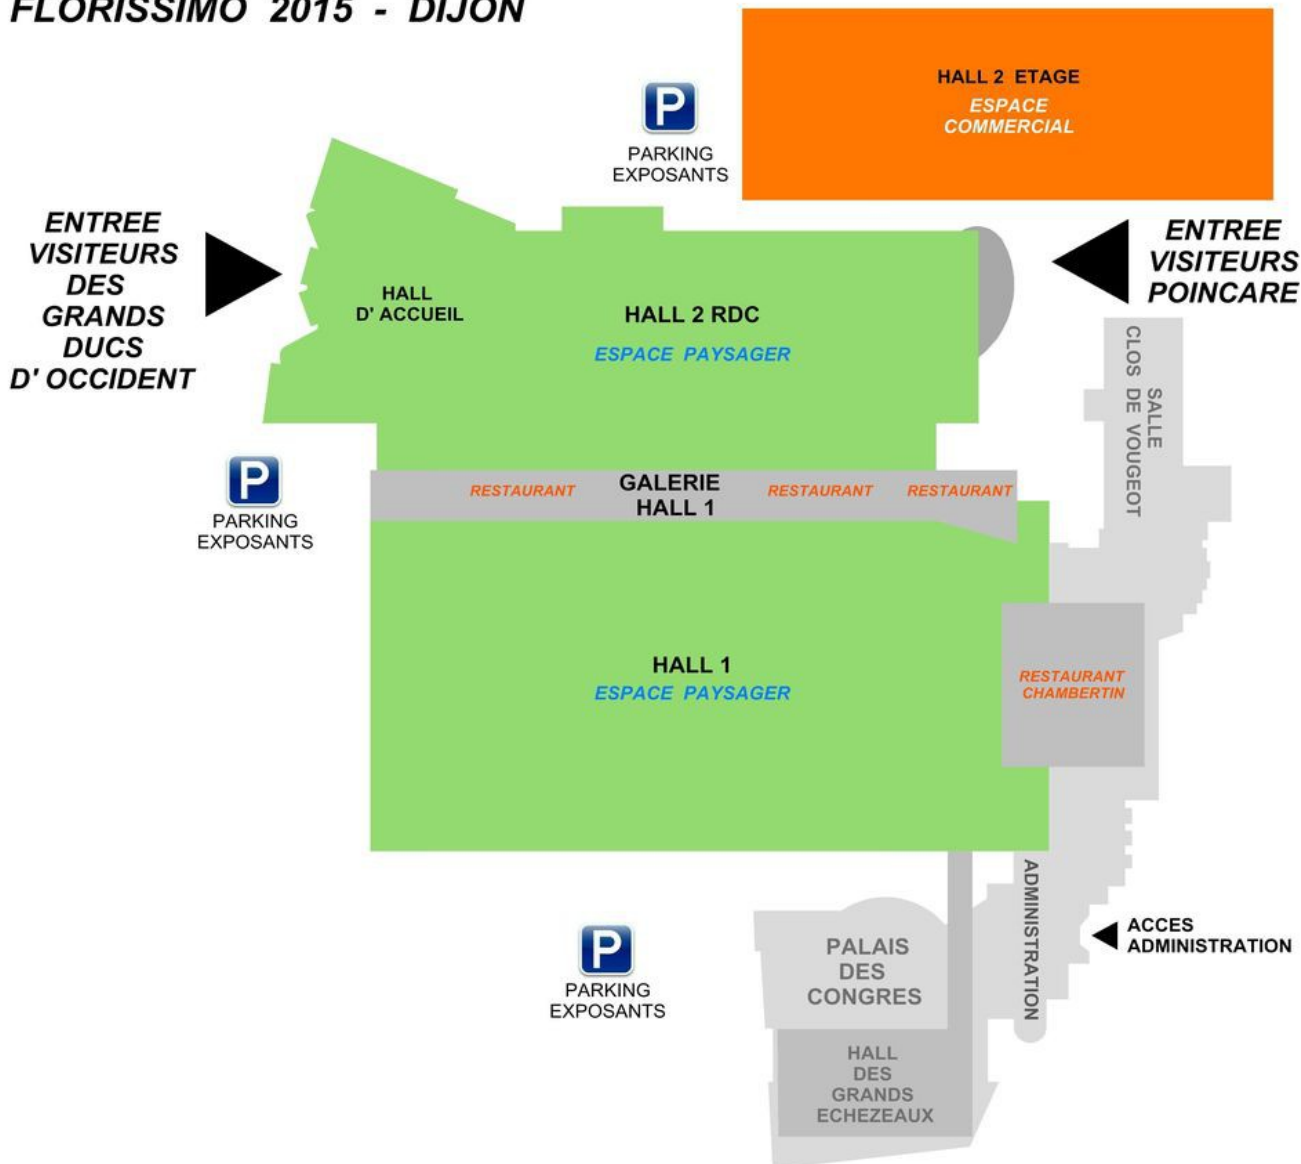 FLORISSIMO 2015 - DIJON
HALL 2 ETAGE
ESPACE
COMMERCIAL
P
PARKING
EXPOSANTS
ENTREE
VISITEURS
DES
GRANDS
DUCS
D' OCCIDENT
ENTREE
VISITEURS
POINCARE
HALL
D' ACCUEIL
HALL 2 RDC
ESPACE PAYSAGER
SALLE
CLOS DE VOUGEOT
P
PARKING
EXPOSANTS
RESTAURANT
GALERIE
HALL 1
RESTAURANT
RESTAURANT
HALL 1
ESPACE PAYSAGER
RESTAURANT
CHAMBERTIN
P
PARKING
EXPOSANTS
PALAIS
DES
CONGRES
ADMINISTRATION
ACCES
ADMINISTRATION
HALL
DES
GRANDS
ECHEZEAUX